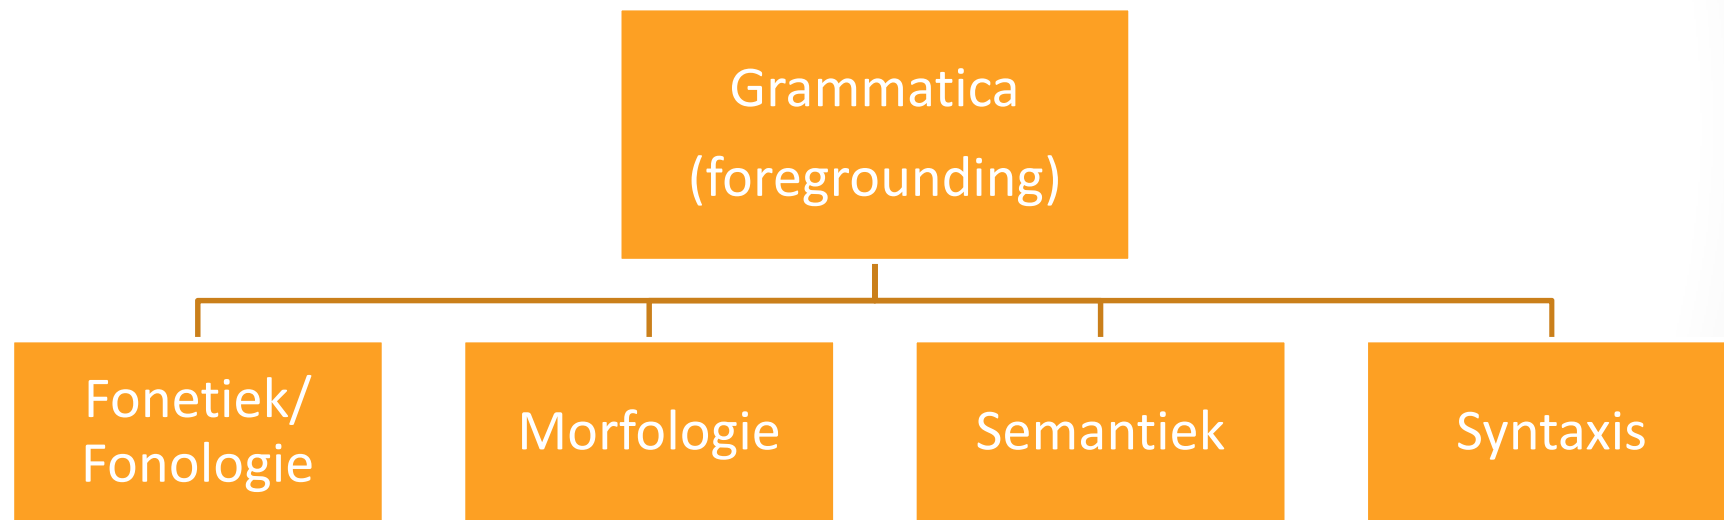 Grammatica
(foregrounding)
Fonetiek/
Fonologie
Morfologie
Semantiek
Syntaxis